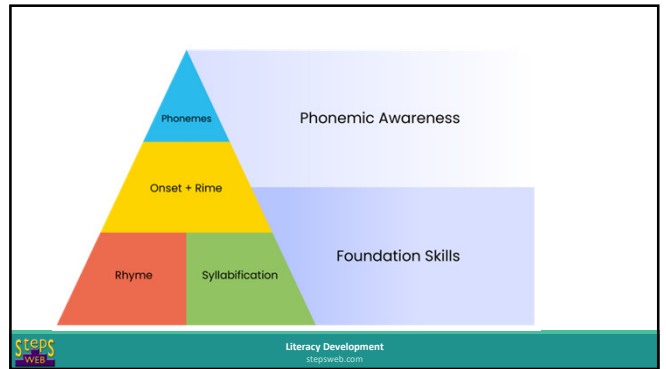 Phonemes
Phonemic Awareness
Onset + Rime
Rhyme
Syllabification
Foundation Skills
steps
WEB
Literacy Development
stepsweb.com